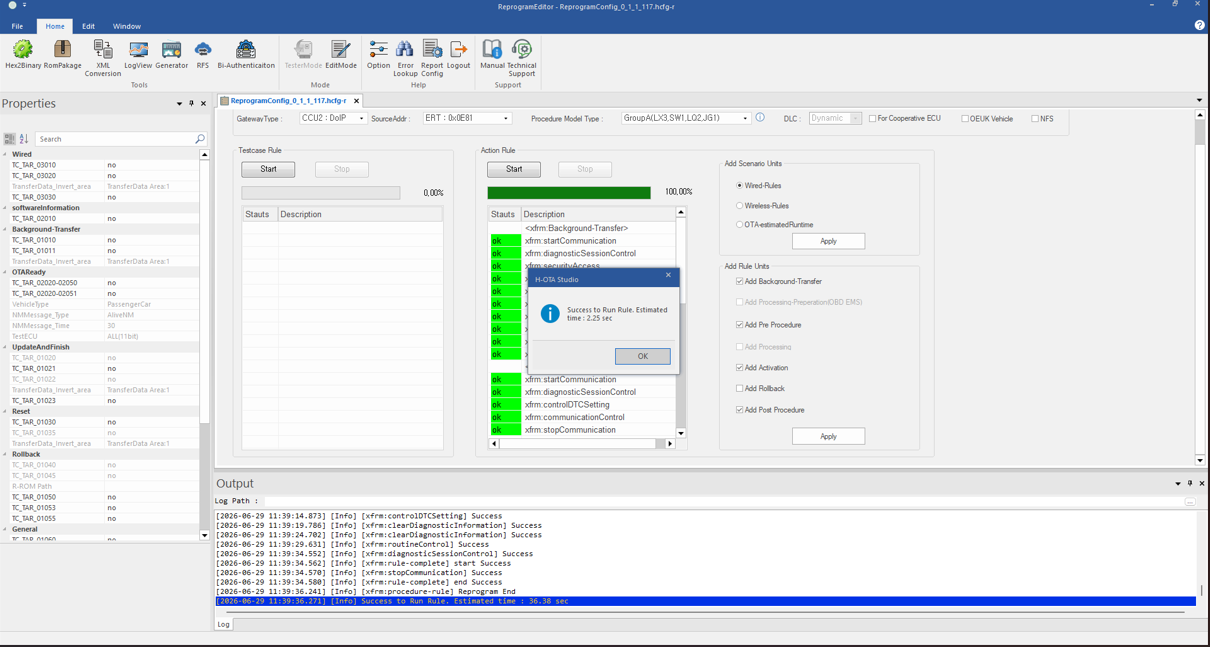 ReprogramEditor - ReprogramConfig_0_1_1_117.hcfg-r
File Home Edit Window
Hex2Binary RomPakage XML Conversion LogView Generator RFS Bi-Authenticaiton TesterMode EditMode Option Error Lookup Report Config Logout Manual Technical Support
Tools Mode Help Support
Properties
Search
Wired
TC_TAR_03010 no
TC_TAR_03020 no
TransferData_Invert_area TransferData Area:1
TC_TAR_03030 no
softwareInformation
TC_TAR_02010 no
Background-Transfer
TC_TAR_01010 no
TC_TAR_01011 no
TransferData_Invert_area TransferData Area:1
OTAReady
TC_TAR_02020-02050 no
TC_TAR_02020-02051 no
VehicleType PassengerCar
NMMessage_Type AliveNM
NMMessage_Time 30
TestECU ALL(11bit)
UpdateAndFinish
TC_TAR_01020 no
TC_TAR_01021 no
TC_TAR_01022 no
TransferData_Invert_area TransferData Area:1
TC_TAR_01023 no
Reset
TC_TAR_01030 no
TC_TAR_01035 no
TransferData_Invert_area TransferData Area:1
Rollback
TC_TAR_01040 no
TC_TAR_01045 no
R-ROM Path
TC_TAR_01050 no
TC_TAR_01053 no
TC_TAR_01055 no
General
TC_TAR_01060 no
ReprogramConfig_0_1_1_117.hcfg-r
GatewayType : CCU2 : DoIP SourceAddr : ERT : 0x0E81 Procedure Model Type : GroupA(LX3,SW1,LQ2,JG1) DLC : Dynamic For Cooperative ECU OEUK Vehicle NFS
Testcase Rule
Start Stop
0,00%
Stauts Description
Action Rule
Start Stop
100,00%
Stauts Description
<xfrm:Background-Transfer>
ok xfrm:startCommunication
ok xfrm:diagnosticSessionControl
ok xfrm:securityAccess
ok
ok
ok
ok
ok
ok
ok
ok xfrm:startCommunication
ok xfrm:diagnosticSessionControl
ok xfrm:controlDTCSetting
ok xfrm:communicationControl
ok xfrm:stopCommunication
H-OTA Studio
Success to Run Rule. Estimated
time : 2.25 sec
OK
Add Scenario Units
Wired-Rules
Wireless-Rules
OTA-estimatedRuntime
Apply
Add Rule Units
Add Background-Transfer
Add Processing-Preperation(OBD EMS)
Add Pre Procedure
Add Processing
Add Activation
Add Rollback
Add Post Procedure
Apply
Output
Log Path :
[2026-06-29 11:39:14.873] [Info] [xfrm:controlDTCSetting] Success
[2026-06-29 11:39:19.786] [Info] [xfrm:clearDiagnosticInformation] Success
[2026-06-29 11:39:24.702] [Info] [xfrm:clearDiagnosticInformation] Success
[2026-06-29 11:39:29.631] [Info] [xfrm:routineControl] Success
[2026-06-29 11:39:34.552] [Info] [xfrm:diagnosticSessionControl] Success
[2026-06-29 11:39:34.562] [Info] [xfrm:rule-complete] start Success
[2026-06-29 11:39:34.570] [Info] [xfrm:stopCommunication] Success
[2026-06-29 11:39:34.580] [Info] [xfrm:rule-complete] end Success
[2026-06-29 11:39:36.241] [Info] [xfrm:procedure-rule] Reprogram End
[2026-06-29 11:39:36.271] [Info] Success to Run Rule. Estimated time : 36.38 sec
Log